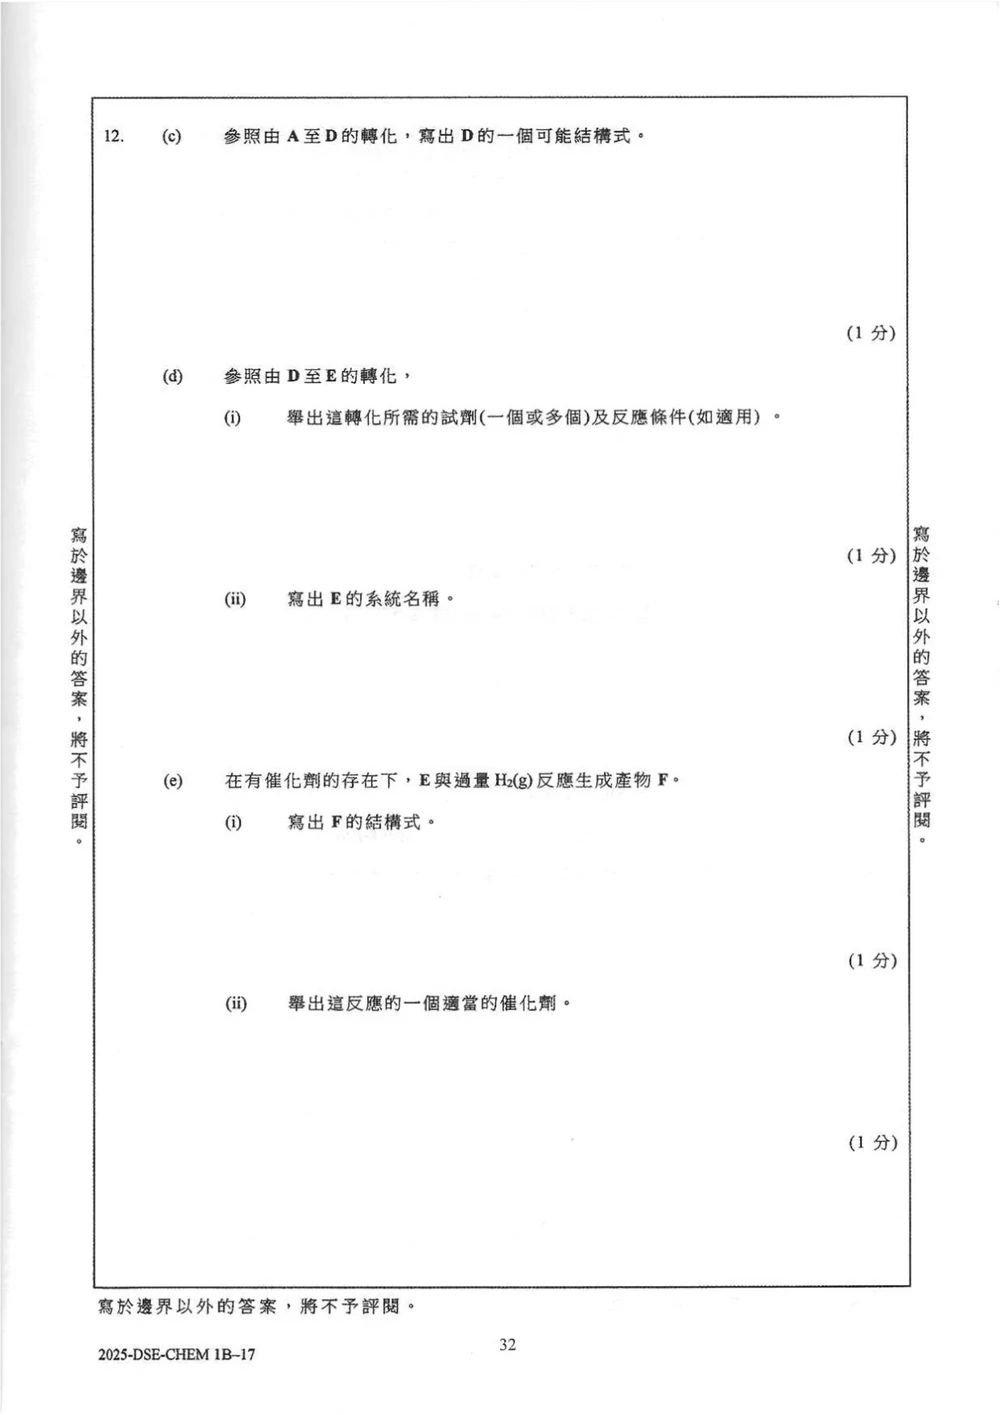 12. (c) 參照由 A 至 D 的轉化，寫出 D 的一個可能結構式。
(1 分)
(d) 參照由 D 至 E 的轉化，
(i) 舉出這轉化所需的試劑(一個或多個)及反應條件(如適用) 。
(1 分)
(ii) 寫出 E 的系統名稱。
(1 分)
(e) 在有催化劑的存在下，E 與過量 H₂(g) 反應生成產物 F。
(i) 寫出 F 的結構式。
(1 分)
(ii) 舉出這反應的一個適當的催化劑。
(1 分)
寫於邊界以外的答案，將不予評閱。
寫於邊界以外的答案，將不予評閱。
寫於邊界以外的答案，將不予評閱。
2025-DSE-CHEM 1B–17
32